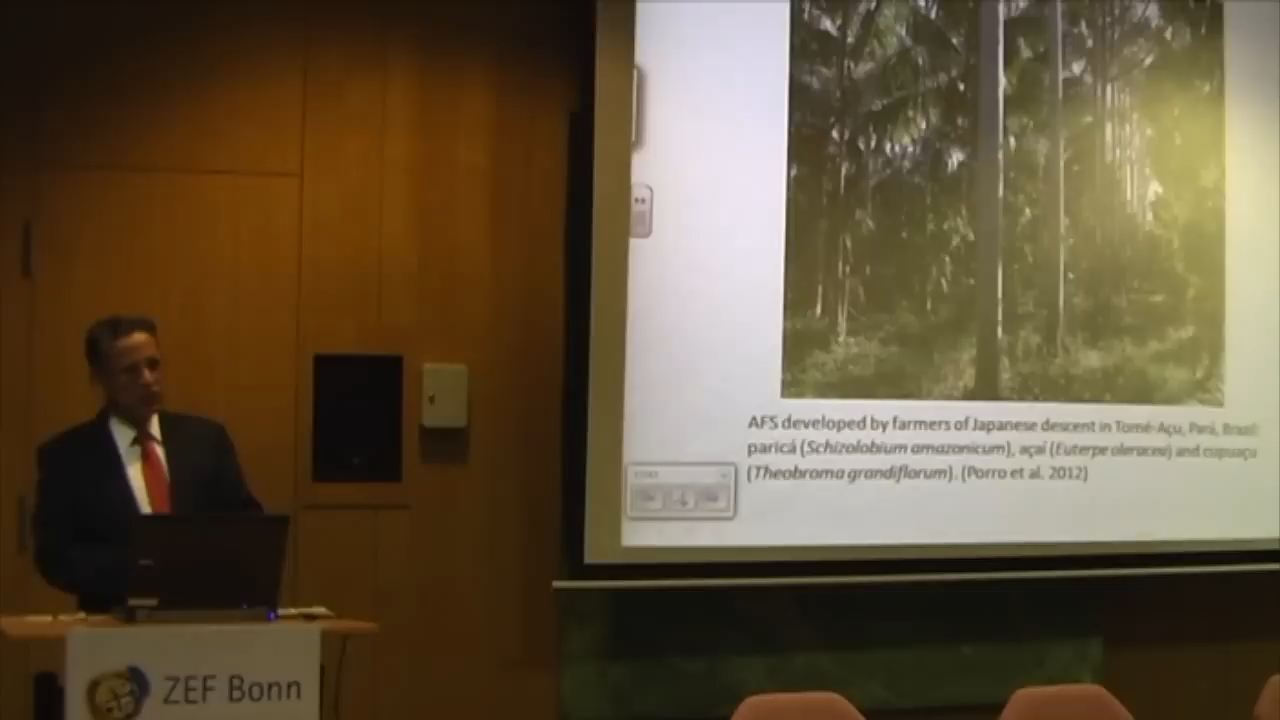 AFS developed by farmers of Japanese descent in Tomé-Açu, Pará, Brazil:
paricá (Schizolobium amazonicum), açaí (Euterpe oleracea) and cupuaçu
(Theobroma grandiflorum). (Porro et al. 2012)
ZEF Bonn